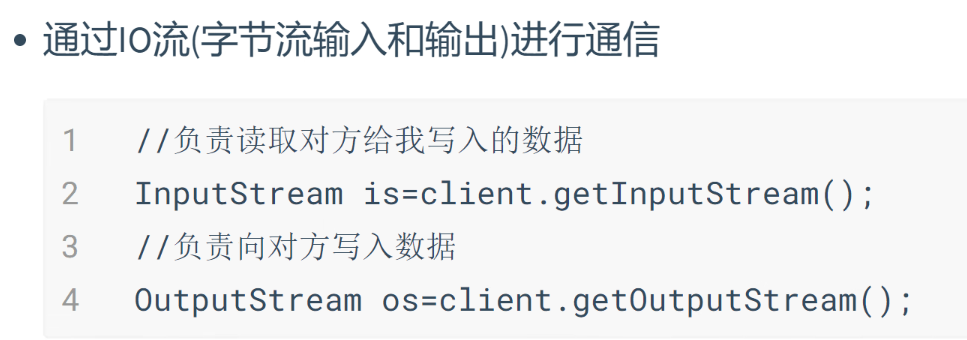 • 通过IO流(字节流输入和输出)进行通信
1 //负责读取对方给我写入的数据
2 InputStream is=client.getInputStream();
3 //负责向对方写入数据
4 OutputStream os=client.getOutputStream();